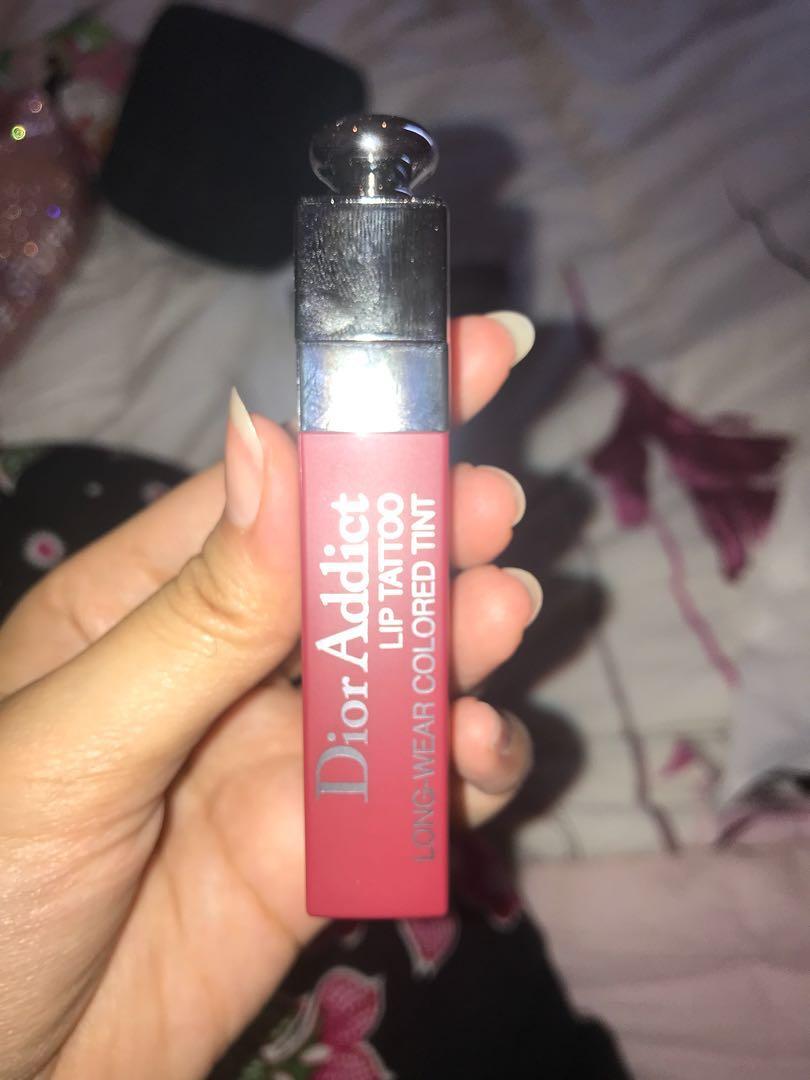 Dior Addict
LIP TATTOO
LONG-WEAR COLORED TINT